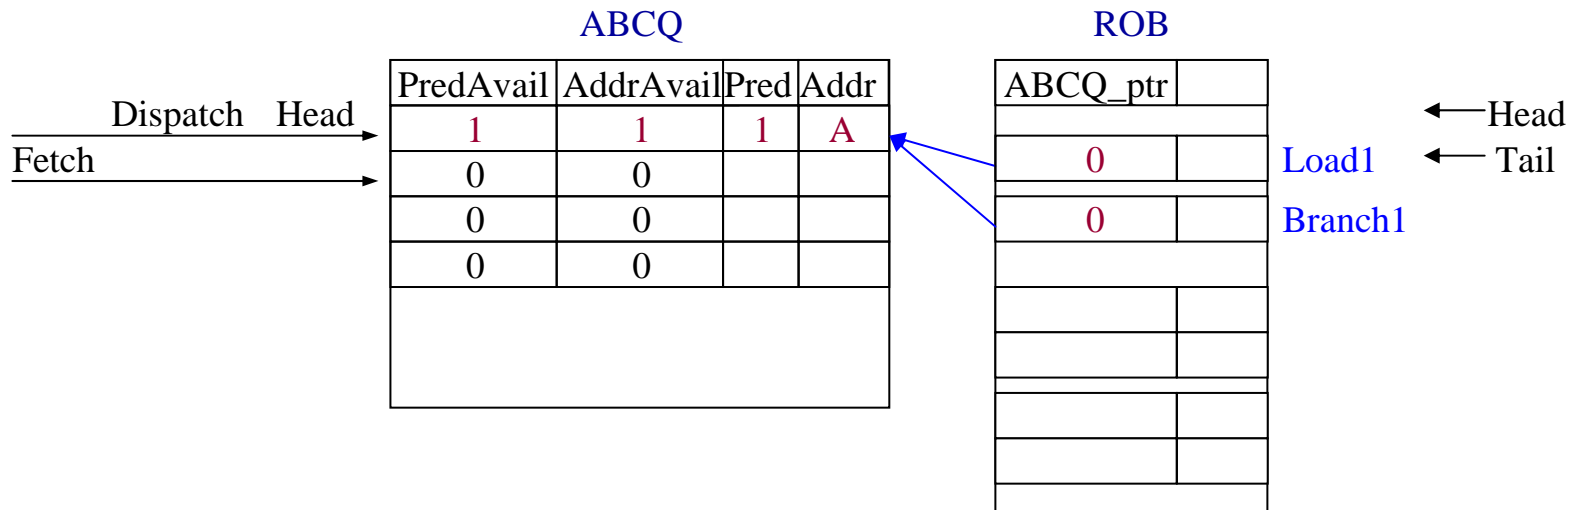 ABCQ ROB
PredAvail AddrAvail Pred Addr ABCQ_ptr
Dispatch Head 1 1 1 A Head
Fetch 0 0 0 Load1 Tail
0 0 0 Branch1
0 0